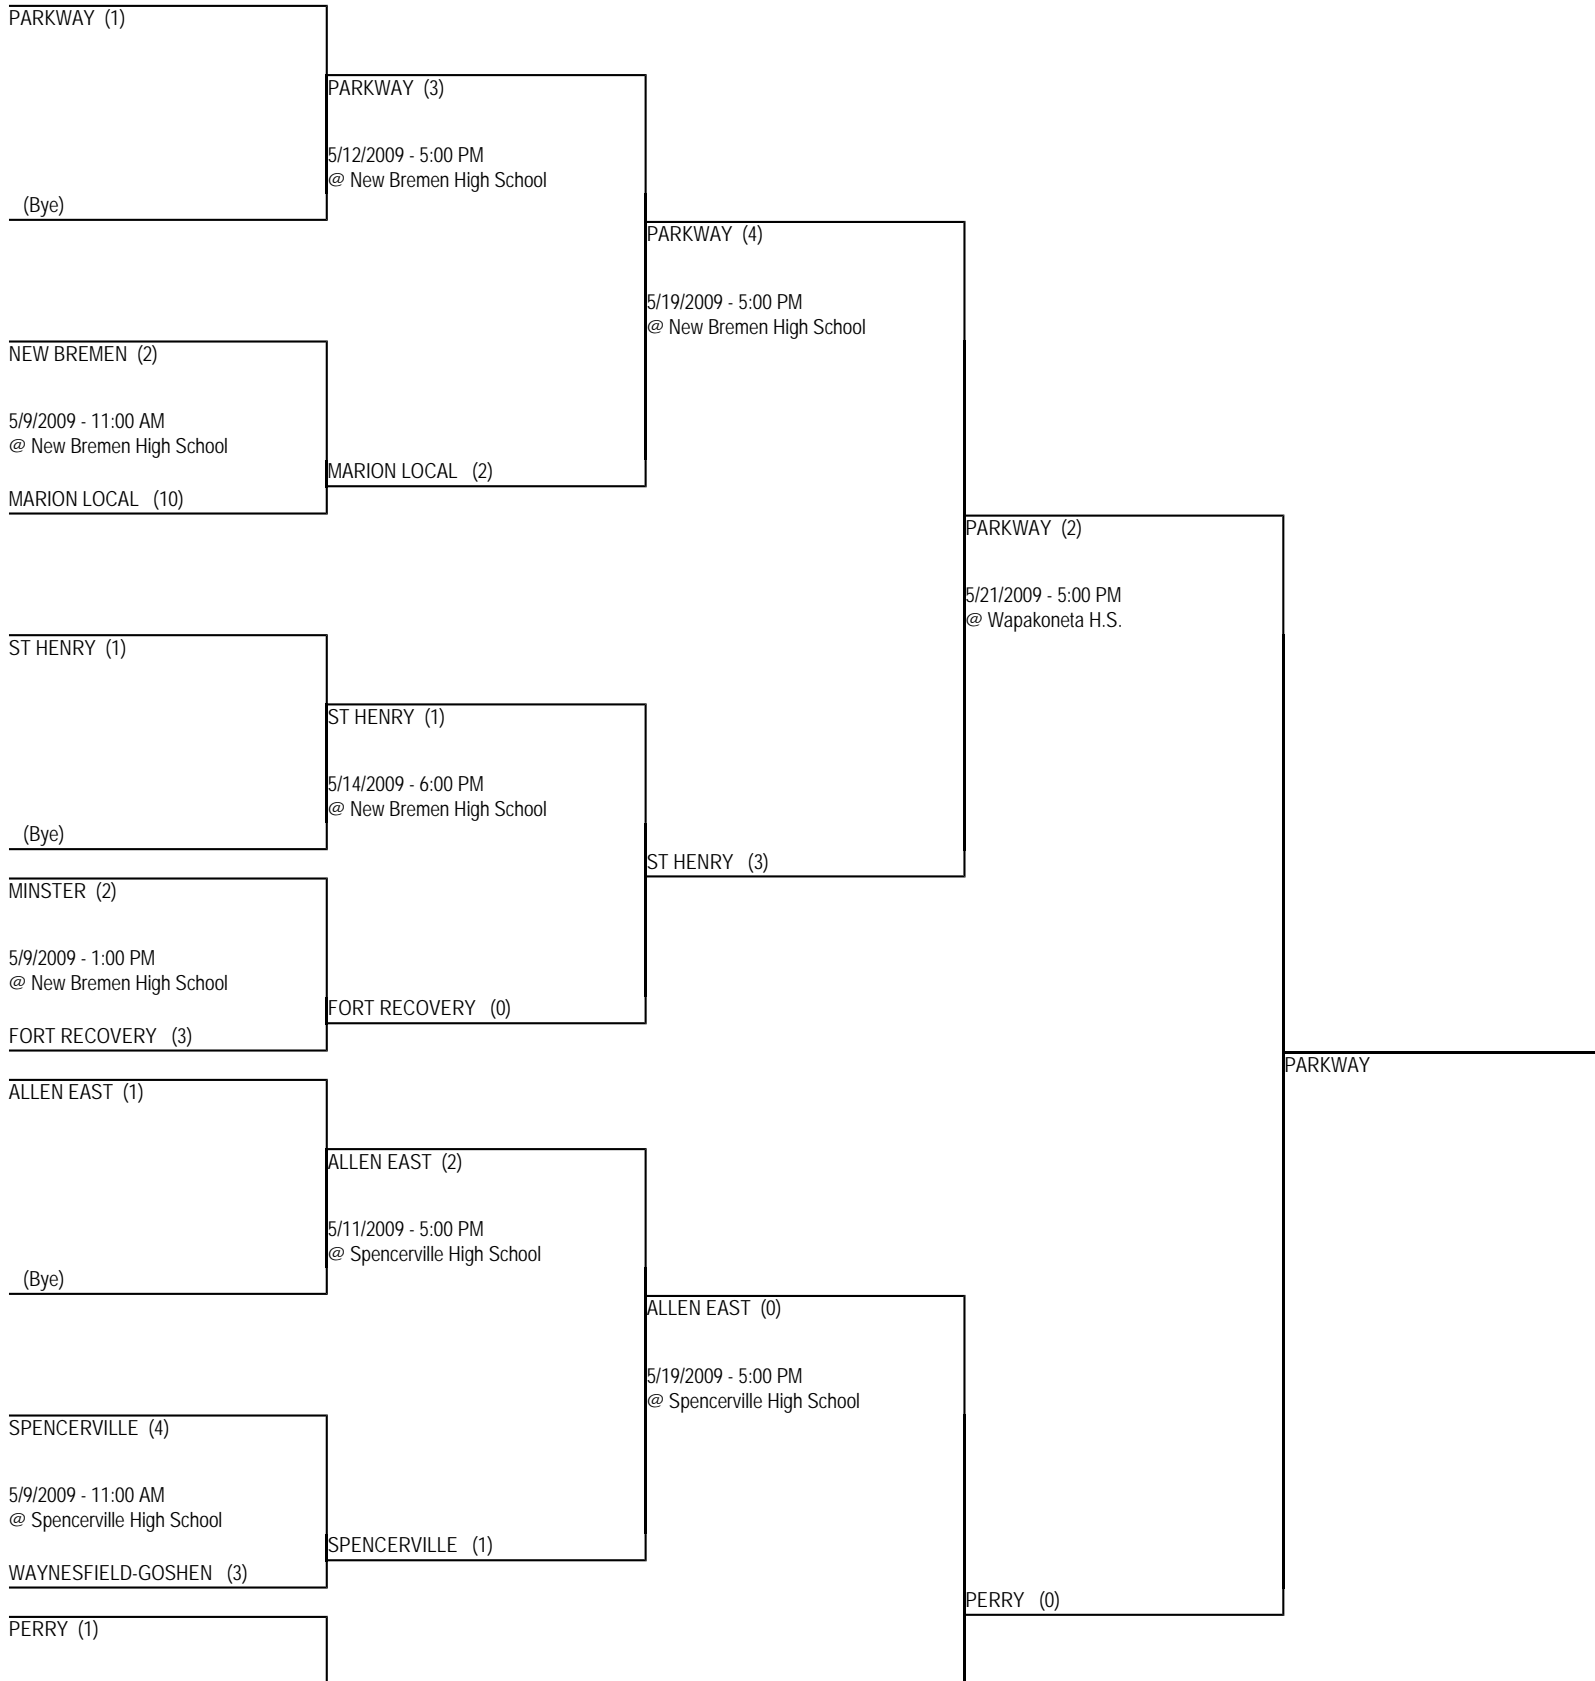 PARKWAY (1)
PARKWAY (3)
5/12/2009 - 5:00 PM
@ New Bremen High School
(Bye)
PARKWAY (4)
5/19/2009 - 5:00 PM
@ New Bremen High School
NEW BREMEN (2)
5/9/2009 - 11:00 AM
@ New Bremen High School
MARION LOCAL (2)
MARION LOCAL (10)
PARKWAY (2)
5/21/2009 - 5:00 PM
@ Wapakoneta H.S.
ST HENRY (1)
ST HENRY (1)
5/14/2009 - 6:00 PM
@ New Bremen High School
(Bye)
ST HENRY (3)
MINSTER (2)
5/9/2009 - 1:00 PM
@ New Bremen High School
FORT RECOVERY (0)
FORT RECOVERY (3)
PARKWAY
ALLEN EAST (1)
ALLEN EAST (2)
5/11/2009 - 5:00 PM
@ Spencerville High School
(Bye)
ALLEN EAST (0)
5/19/2009 - 5:00 PM
@ Spencerville High School
SPENCERVILLE (4)
5/9/2009 - 11:00 AM
@ Spencerville High School
SPENCERVILLE (1)
WAYNESFIELD-GOSHEN (3)
PERRY (0)
PERRY (1)